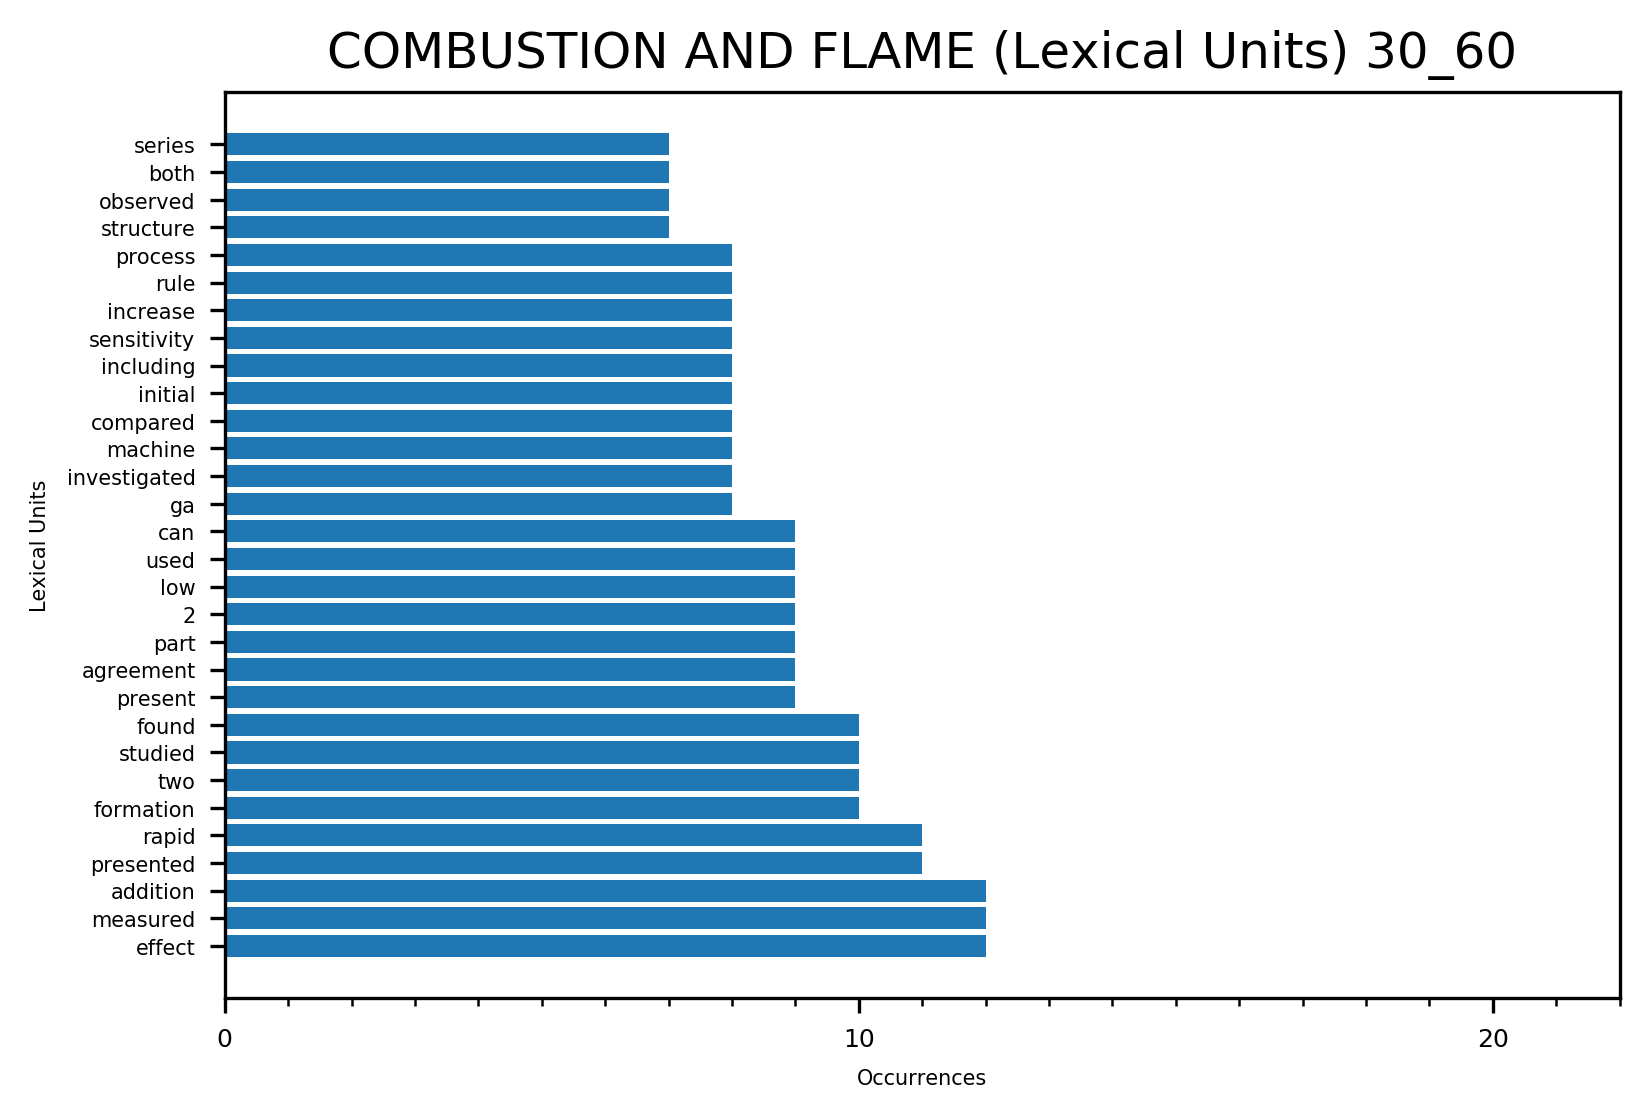 COMBUSTION AND FLAME (Lexical Units) 30_60
series
both
observed
structure
process
rule
increase
sensitivity
including
initial
compared
machine
investigated
ga
can
used
low
2
part
agreement
present
found
studied
two
formation
rapid
presented
addition
measured
effect
Lexical Units
0 10 20
Occurrences